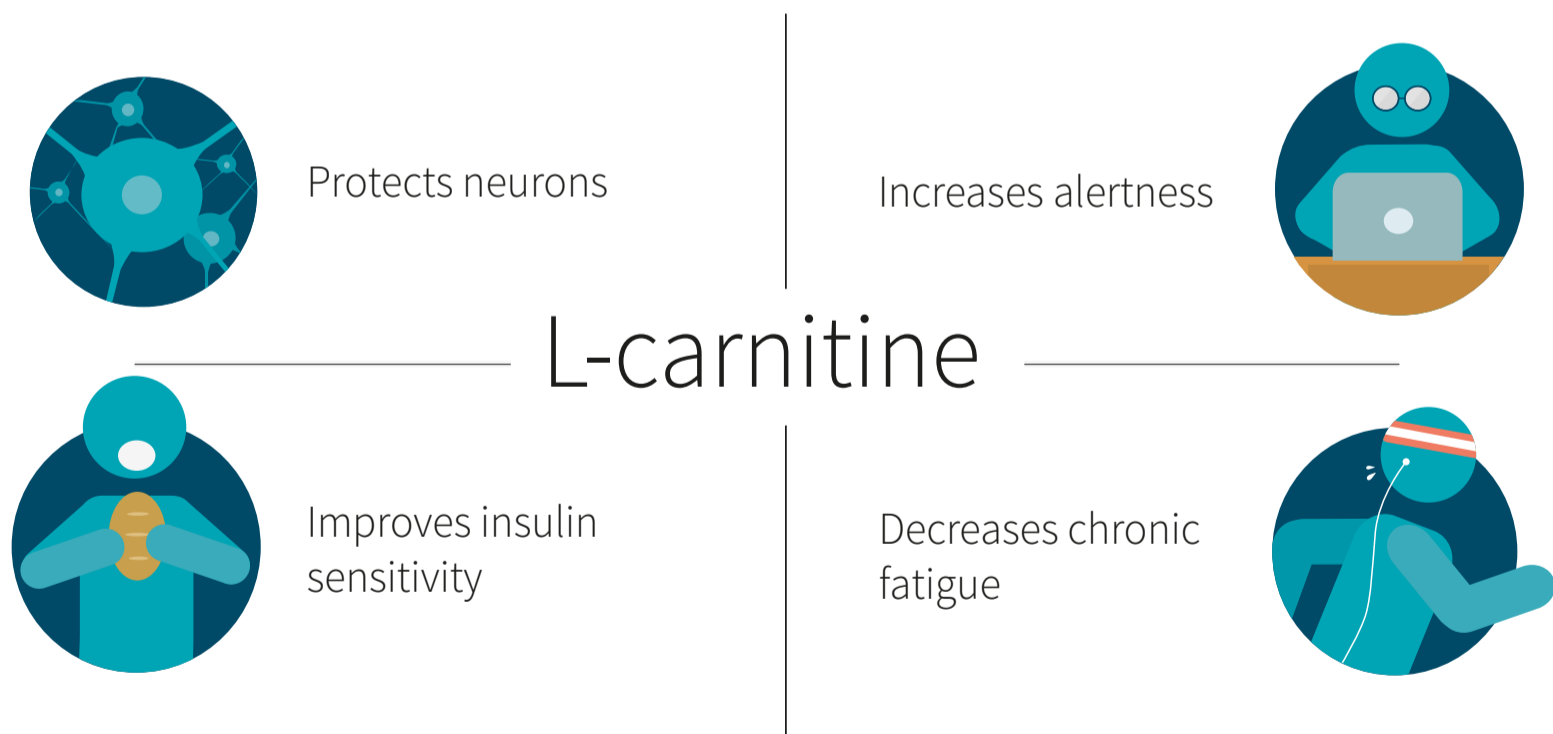 Protects neurons
Increases alertness
L-carnitine
Improves insulin
sensitivity
Decreases chronic
fatigue